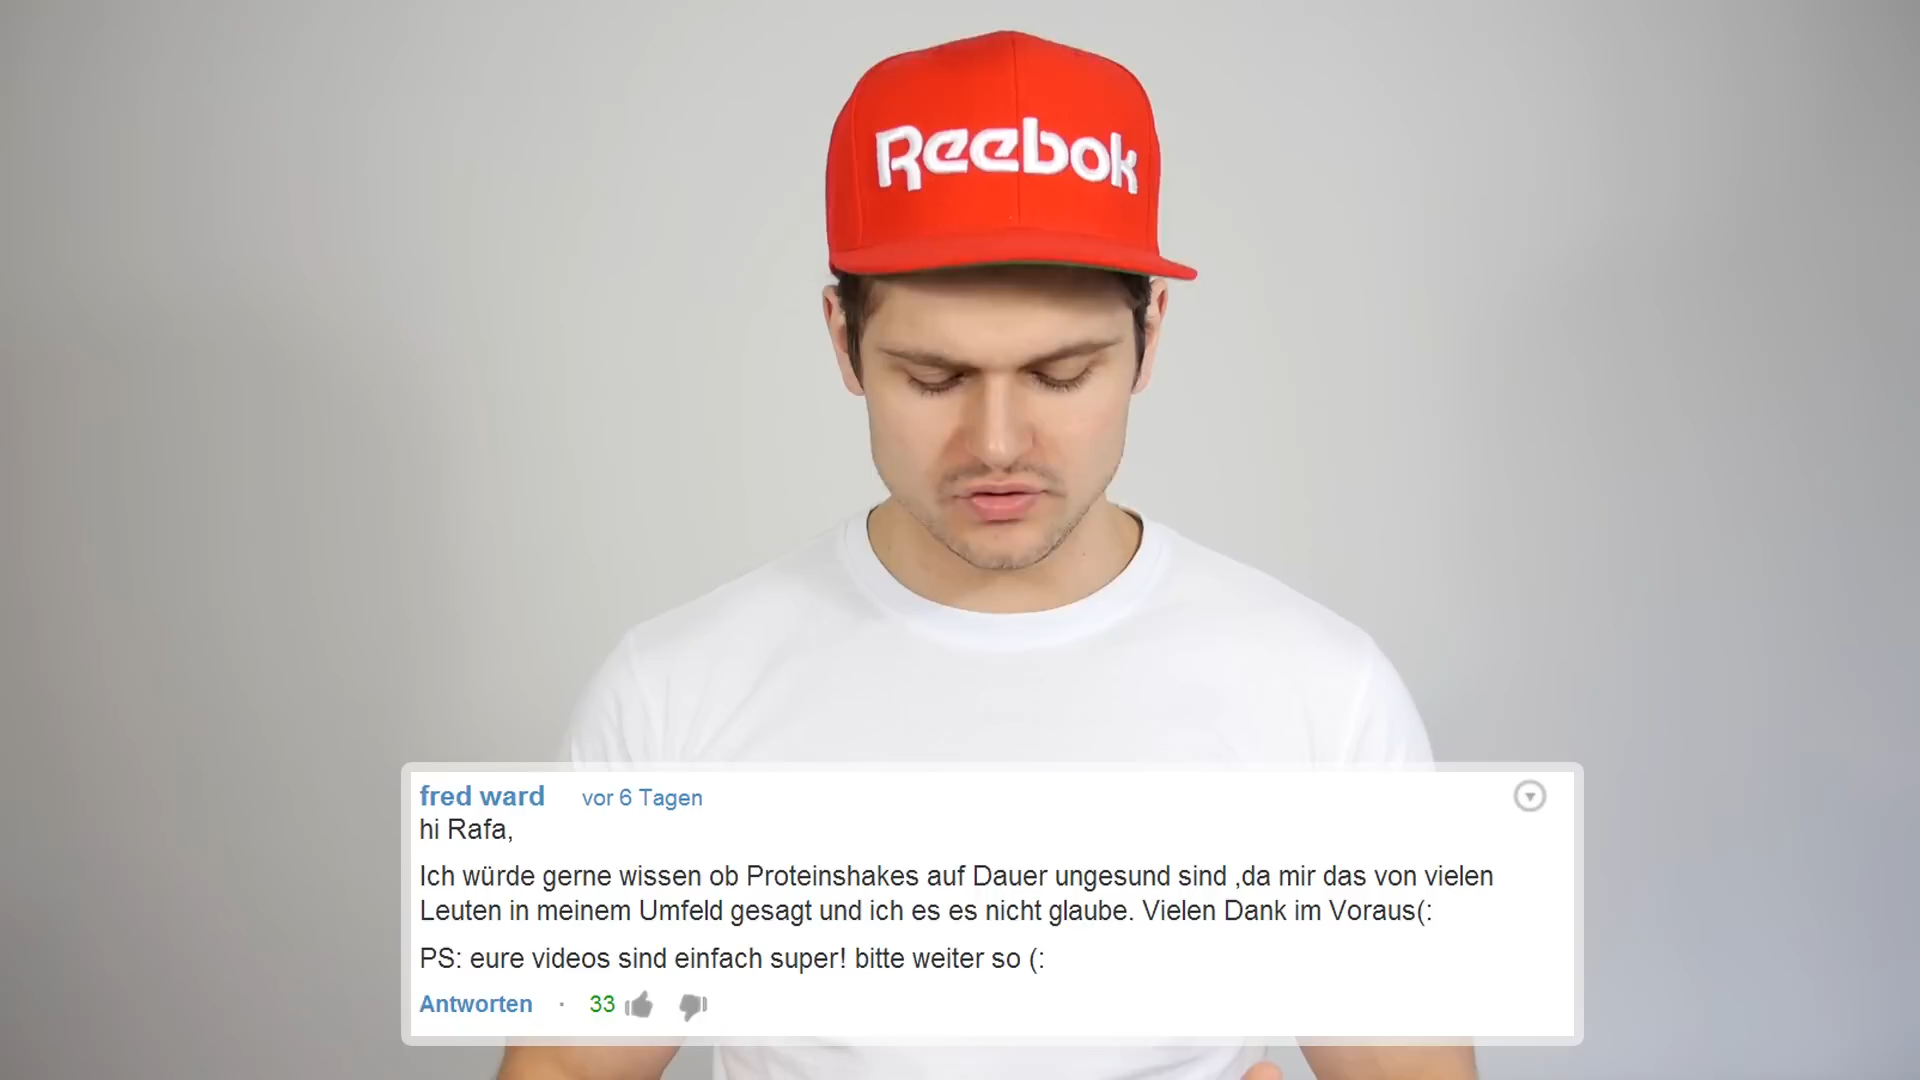 Reebok
fred ward vor 6 Tagen
hi Rafa,
Ich würde gerne wissen ob Proteinshakes auf Dauer ungesund sind ,da mir das von vielen
Leuten in meinem Umfeld gesagt und ich es es nicht glaube. Vielen Dank im Voraus(:
PS: eure videos sind einfach super! bitte weiter so (:
Antworten · 33